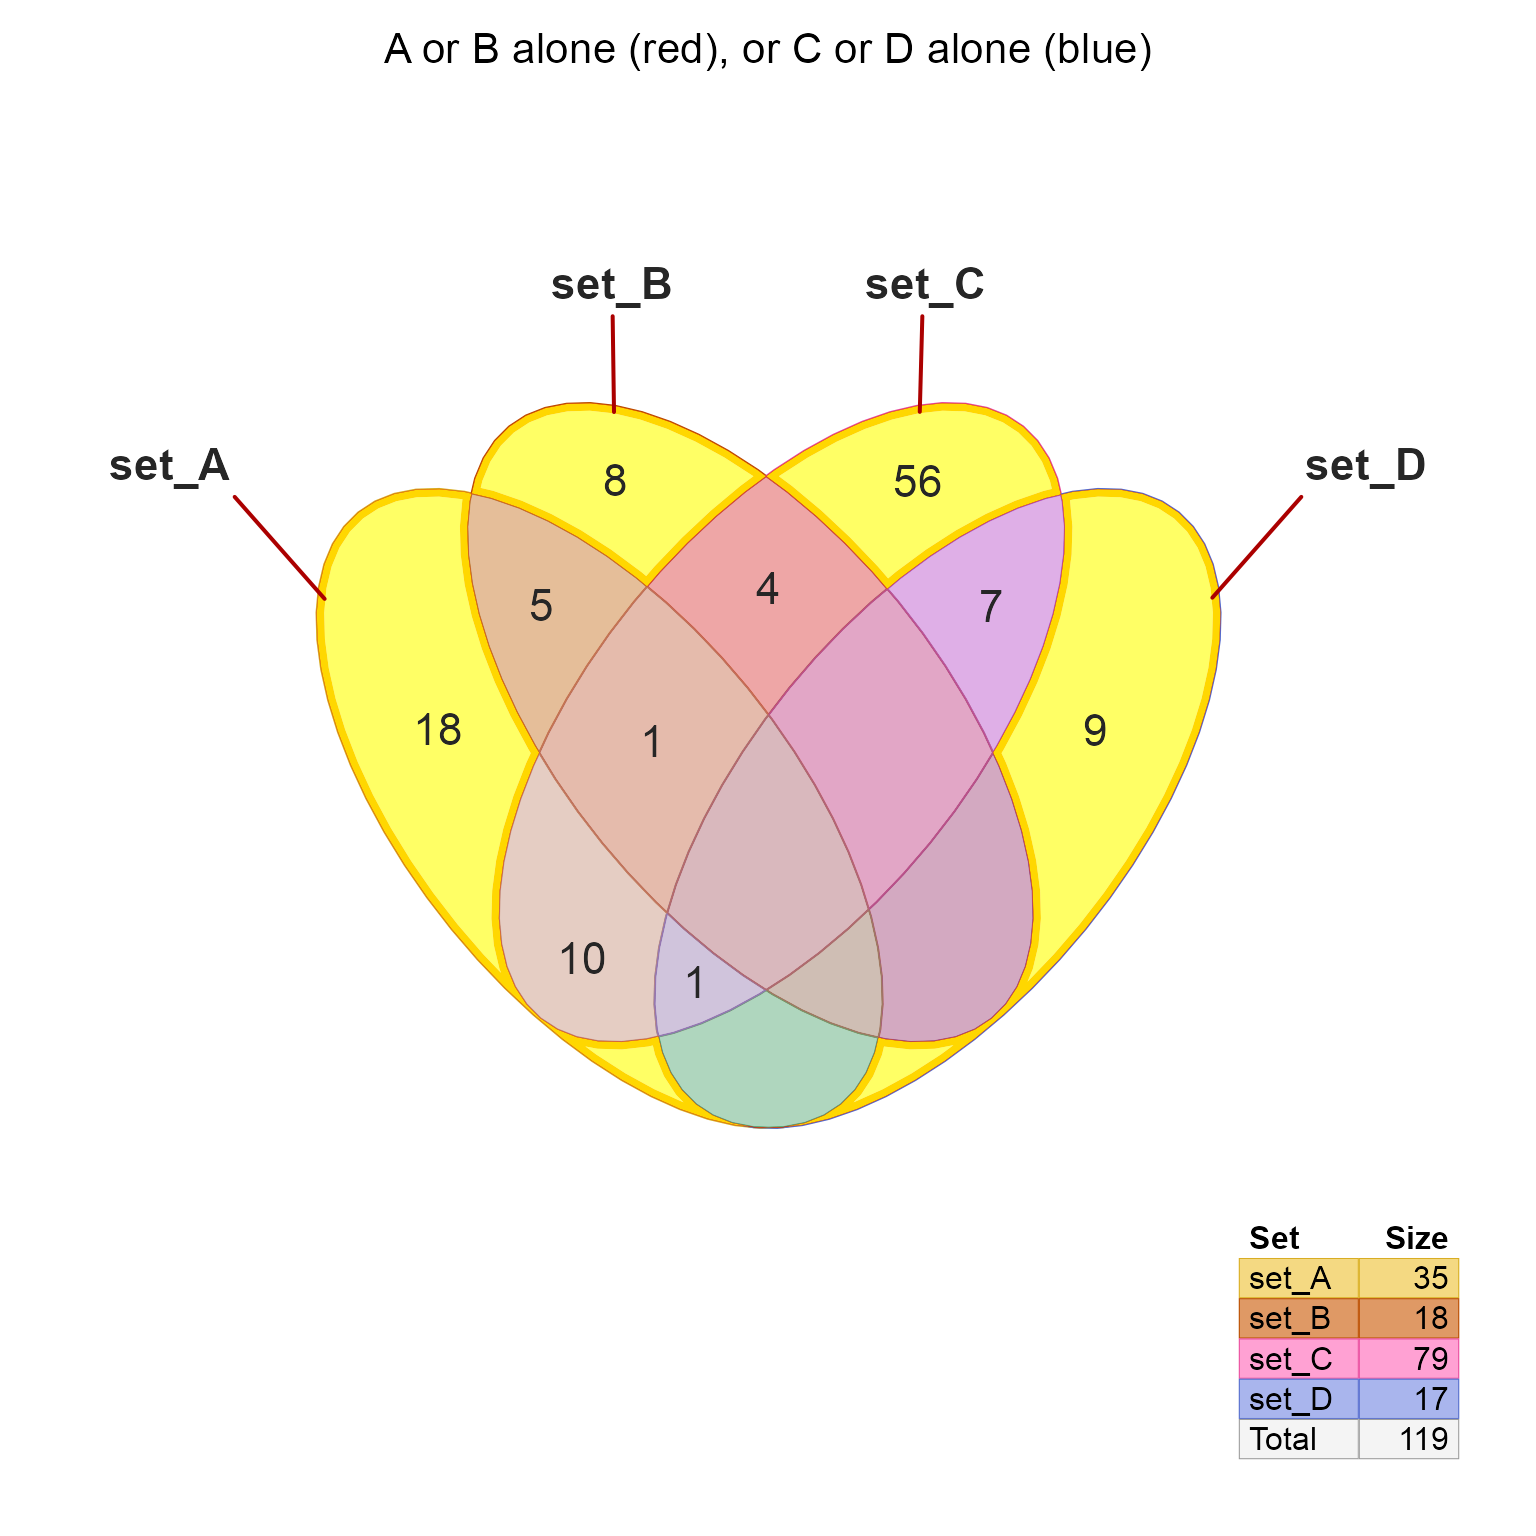 A or B alone (red), or C or D alone (blue)
set_B
set_C
set_A
set_D
8
56
4
5
7
18
9
1
10
1
Set Size
set_A 35
set_B 18
set_C 79
set_D 17
Total 119